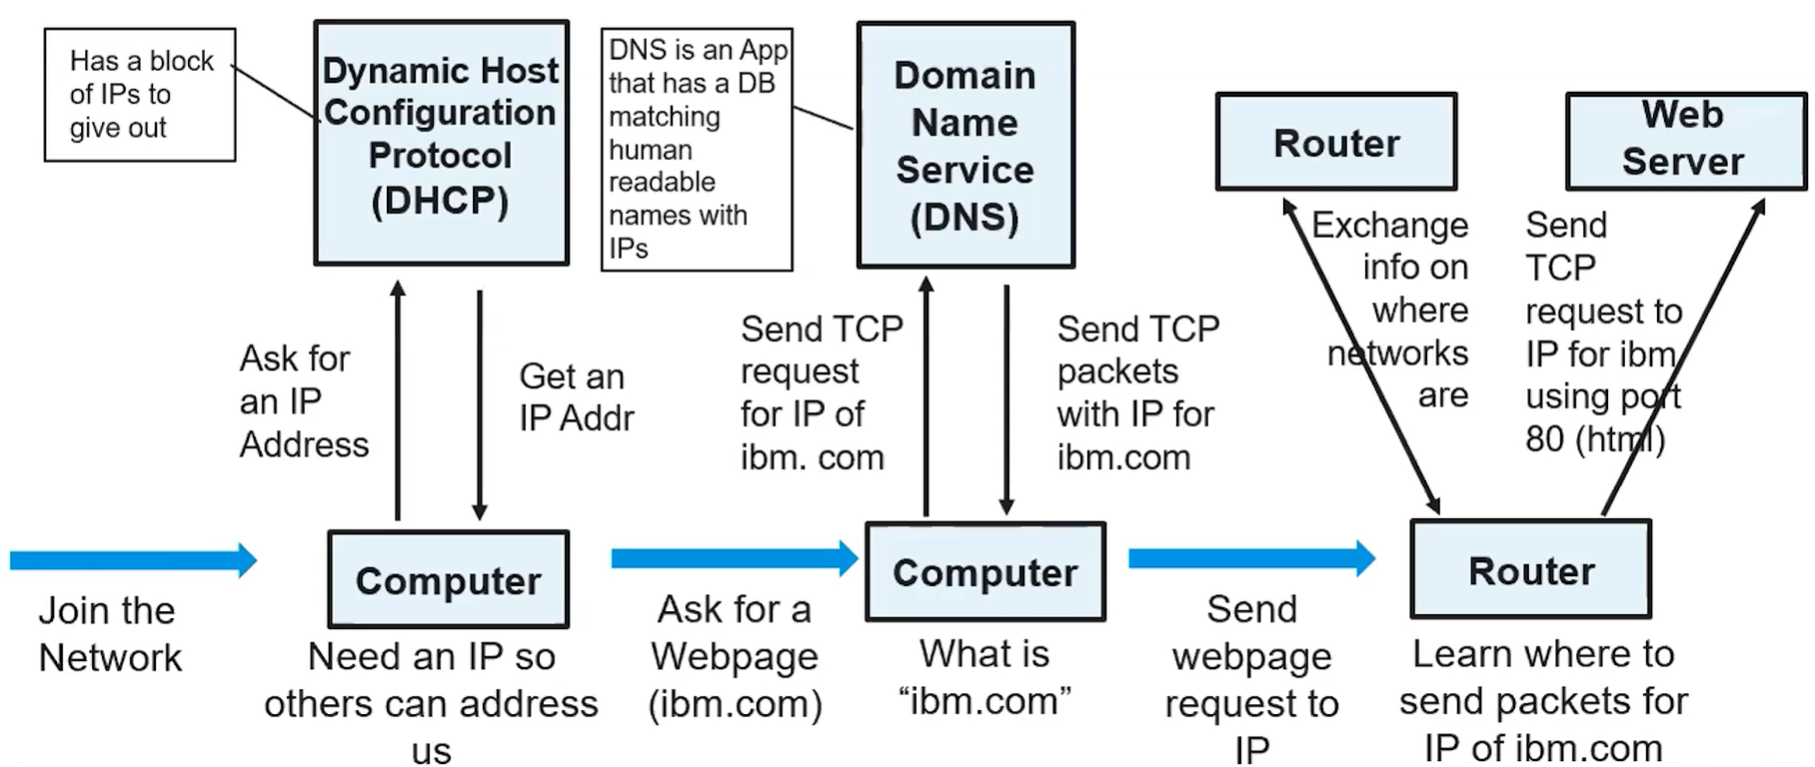 Has a block
of IPs to
give out
Dynamic Host
Configuration
Protocol
(DHCP)
DNS is an App
that has a DB
matching
human
readable
names with
IPs
Domain
Name
Service
(DNS)
Router
Web
Server
Ask for
an IP
Address
Get an
IP Addr
Send TCP
request
for IP of
ibm. com
Send TCP
packets
with IP for
ibm.com
Exchange
info on
where
networks
are
Send
TCP
request to
IP for ibm
using port
80 (html)
Join the
Network
Computer
Need an IP so
others can address
us
Ask for a
Webpage
(ibm.com)
Computer
What is
“ibm.com”
Send
webpage
request to
IP
Router
Learn where to
send packets for
IP of ibm.com